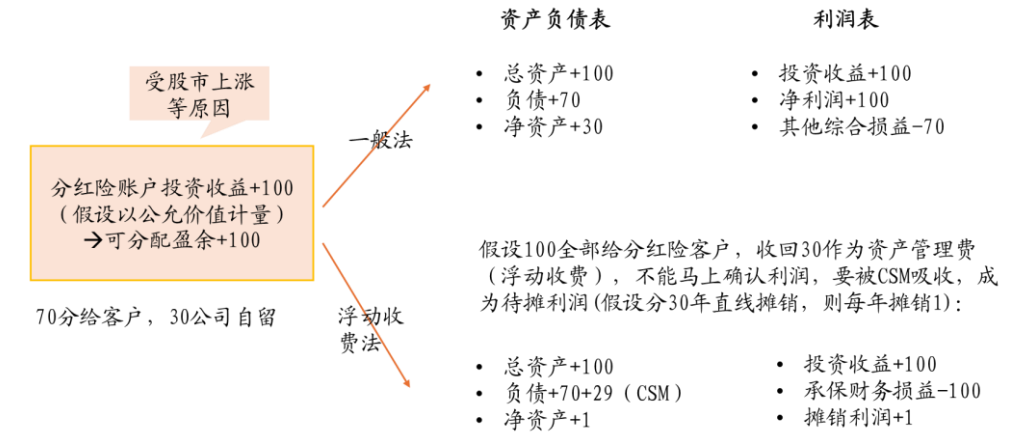 资产负债表
利润表
受股市上涨
等原因
• 总资产+100
• 负债+70
• 净资产+30
• 投资收益+100
• 净利润+100
• 其他综合损益-70
一般法
分红险账户投资收益+100
（假设以公允价值计量）
→可分配盈余+100
70分给客户，30公司自留
浮动收
费法
假设100全部给分红险客户，收回30作为资产管理费
（浮动收费），不能马上确认利润，要被CSM吸收，成
为待摊利润(假设分30年直线摊销，则每年摊销1)：
• 总资产+100
• 负债+70+29（CSM）
• 净资产+1
• 投资收益+100
• 承保财务损益-100
• 摊销利润+1